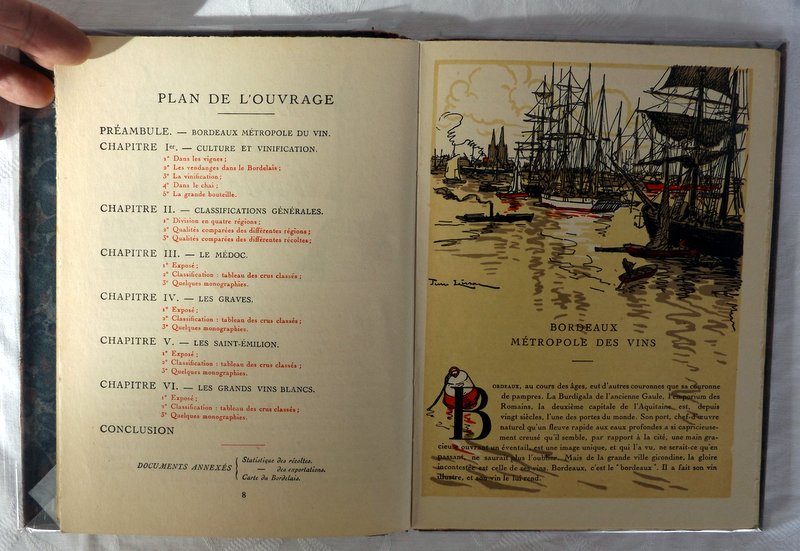 PLAN DE L'OUVRAGE
PRÉAMBULE. — BORDEAUX MÉTROPOLE DU VIN.
CHAPITRE Ier. — CULTURE ET VINIFICATION.
1° Dans les vignes;
2° Les vendanges dans le Bordelais;
3° La vinification;
4° Dans le chai;
5° La grande bouteille.
CHAPITRE II. — CLASSIFICATIONS GÉNÉRALES.
1° Division en quatre régions;
2° Qualités comparées des différentes régions;
3° Qualités comparées des différentes récoltes;
CHAPITRE III. — LE MÉDOC.
1° Exposé;
2° Classification : tableau des crus classés;
3° Quelques monographies.
CHAPITRE IV. — LES GRAVES.
1° Exposé;
2° Classification : tableau des crus classés;
3° Quelques monographies.
CHAPITRE V. — LES SAINT-ÉMILION.
1° Exposé;
2° Classification : tableau des crus classés;
3° Quelques monographies.
CHAPITRE VI. — LES GRANDS VINS BLANCS.
1° Exposé;
2° Classification : tableau des crus classés;
3° Quelques monographies.
CONCLUSION
DOCUMENTS ANNEXÉS
Statistique des récoltes.
— des exportations.
Carte du Bordelais.
8
BORDEAUX
MÉTROPOLE DES VINS
BORDEAUX, au cours des âges, eut d'autres couronnes que sa couronne
de pampres. La Burdigala de l'ancienne Gaule, l'emporium des
Romains, la deuxième capitale de l'Aquitaine est, depuis
vingt siècles, l'une des portes du monde. Son port, chef-d'œuvre
naturel qu'un fleuve rapide aux eaux profondes a si capricieuse-
ment creusé qu'il semble, par rapport à la cité, une main gra-
cieuse ouvrant un éventail, est une image unique, et qui l'a vu, ne serait-ce qu'en
passant, ne saurait plus l'oublier. Mais de la grande ville girondine, la gloire
incontestée est celle de ses vins. Bordeaux, c'est le "bordeaux". Il a fait son vin
illustre, et son vin le lui rend.